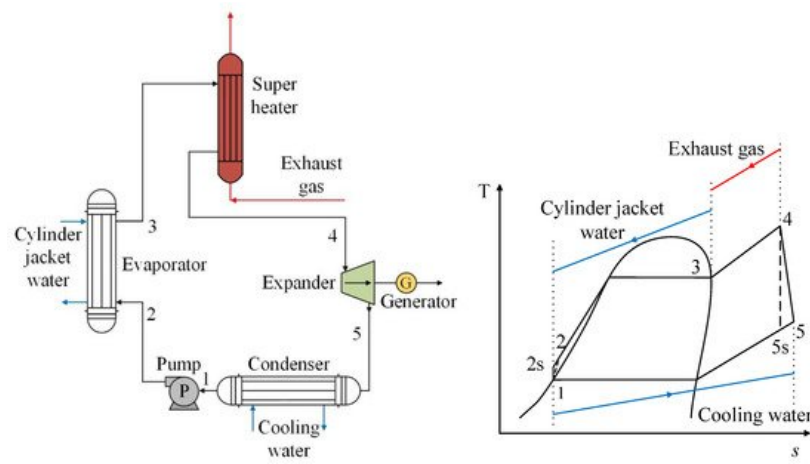 Super
heater
Exhaust
gas
3
4
Cylinder
jacket
water
Evaporator
Expander
G
Generator
2
5
Pump
Condenser
P
1
Cooling
water
T
Exhaust gas
Cylinder jacket
water
4
3
2
2s
5
5s
1
Cooling water
s